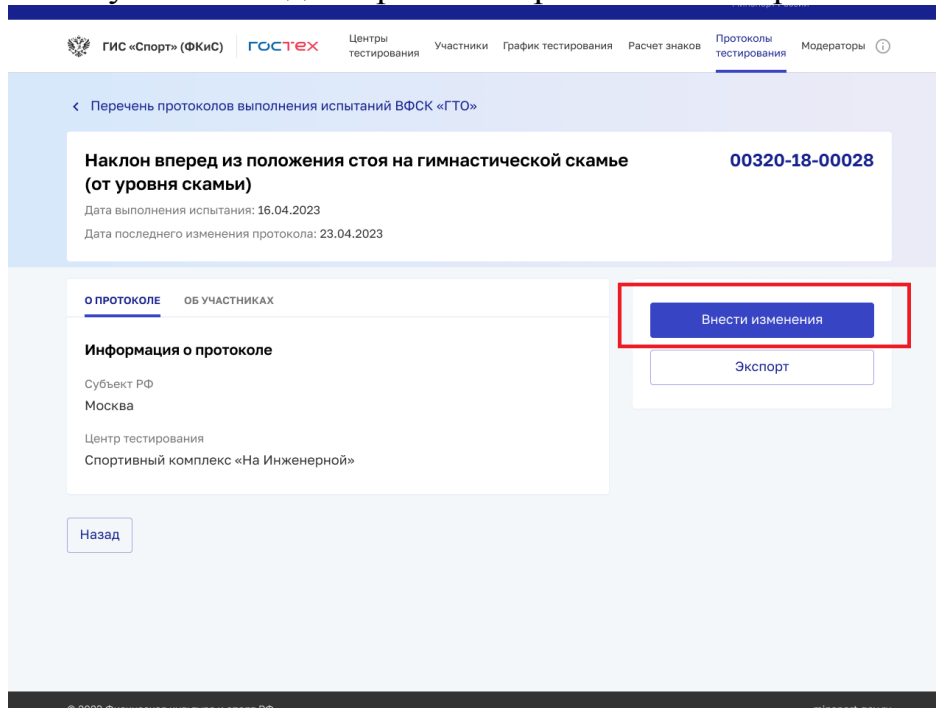 ГИС «Спорт» (ФКиС)
ГОСТЕХ
Центры
тестирования
Участники
График тестирования
Расчет знаков
Протоколы
тестирования
Модераторы
Перечень протоколов выполнения испытаний ВФСК «ГТО»
Наклон вперед из положения стоя на гимнастической скамье
(от уровня скамьи)
00320-18-00028
Дата выполнения испытания: 16.04.2023
Дата последнего изменения протокола: 23.04.2023
О ПРОТОКОЛЕ
ОБ УЧАСТНИКАХ
Внести изменения
Экспорт
Информация о протоколе
Субъект РФ
Москва
Центр тестирования
Спортивный комплекс «На Инженерной»
Назад